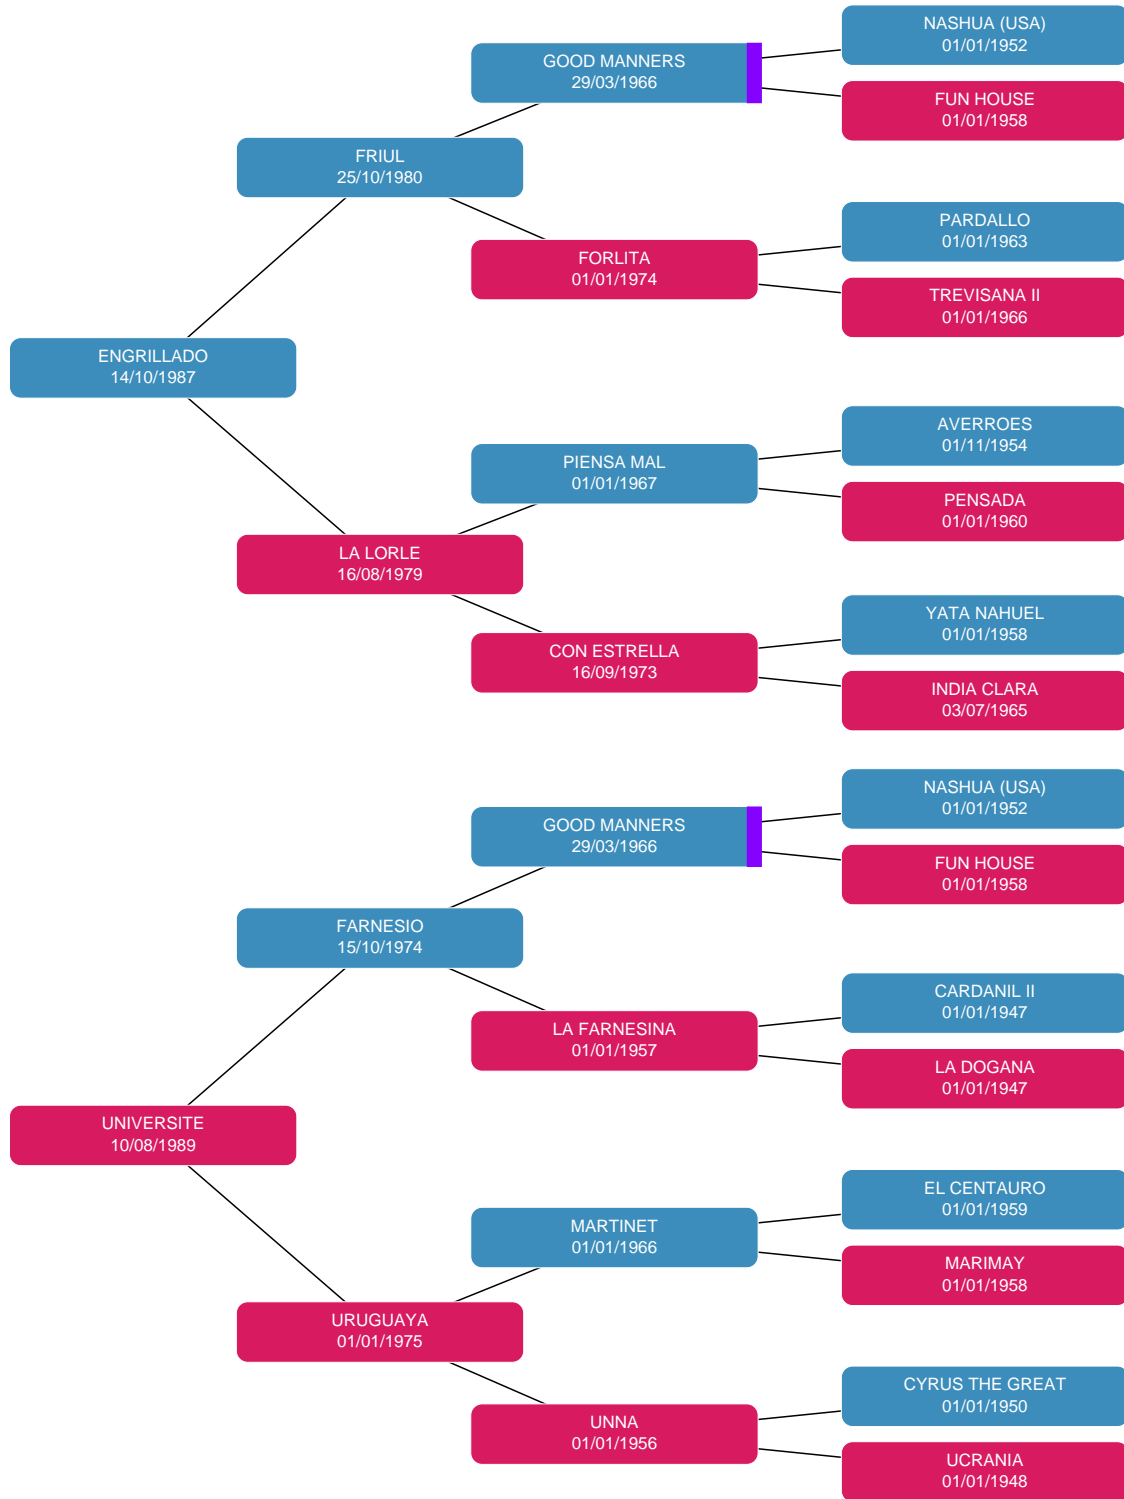 NASHUA (USA)
01/01/1952
GOOD MANNERS
29/03/1966
FUN HOUSE
01/01/1958
FRIUL
25/10/1980
PARDALLO
01/01/1963
FORLITA
01/01/1974
TREVISANA II
01/01/1966
ENGRILLADO
14/10/1987
AVERROES
01/11/1954
PIENSA MAL
01/01/1967
PENSADA
01/01/1960
LA LORLE
16/08/1979
YATA NAHUEL
01/01/1958
CON ESTRELLA
16/09/1973
INDIA CLARA
03/07/1965
NASHUA (USA)
01/01/1952
GOOD MANNERS
29/03/1966
FUN HOUSE
01/01/1958
FARNESIO
15/10/1974
CARDANIL II
01/01/1947
LA FARNESINA
01/01/1957
LA DOGANA
01/01/1947
UNIVERSITE
10/08/1989
EL CENTAURO
01/01/1959
MARTINET
01/01/1966
MARIMAY
01/01/1958
URUGUAYA
01/01/1975
CYRUS THE GREAT
01/01/1950
UNNA
01/01/1956
UCRANIA
01/01/1948